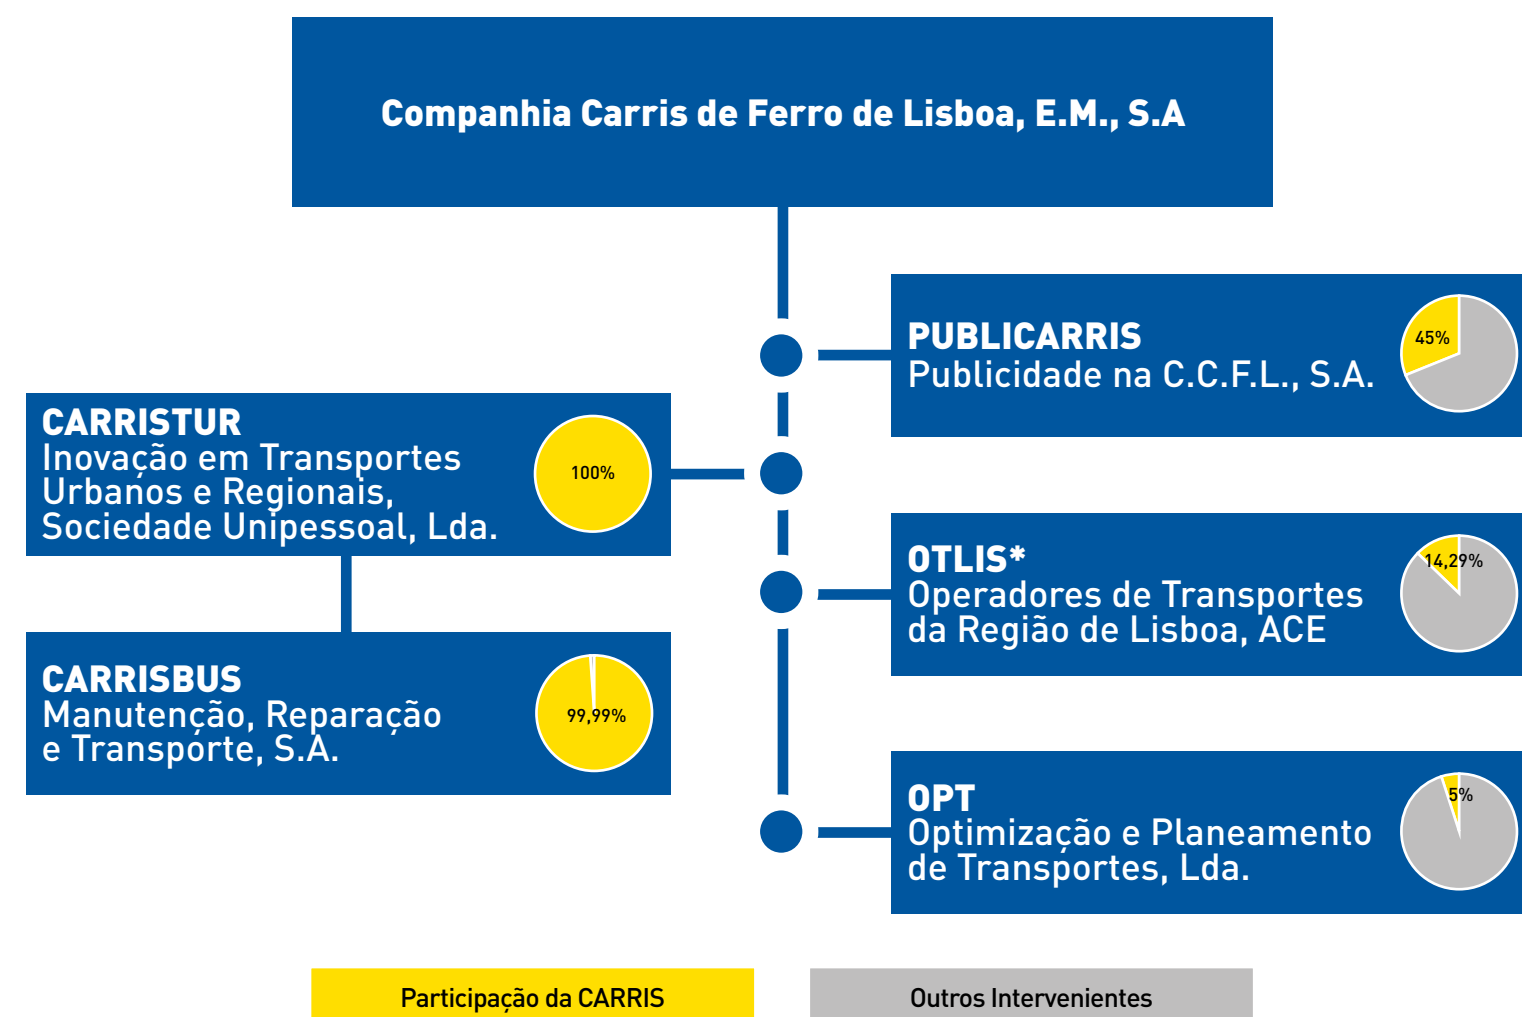 Companhia Carris de Ferro de Lisboa, E.M., S.A
PUBLICARRIS
Publicidade na C.C.F.L., S.A.
45%
CARRISTUR
Inovação em Transportes
Urbanos e Regionais,
Sociedade Unipessoal, Lda.
100%
OTLIS*
Operadores de Transportes
da Região de Lisboa, ACE
14,29%
CARRISBUS
Manutenção, Reparação
e Transporte, S.A.
99,99%
OPT
Optimização e Planeamento
de Transportes, Lda.
5%
Participação da CARRIS
Outros Intervenientes